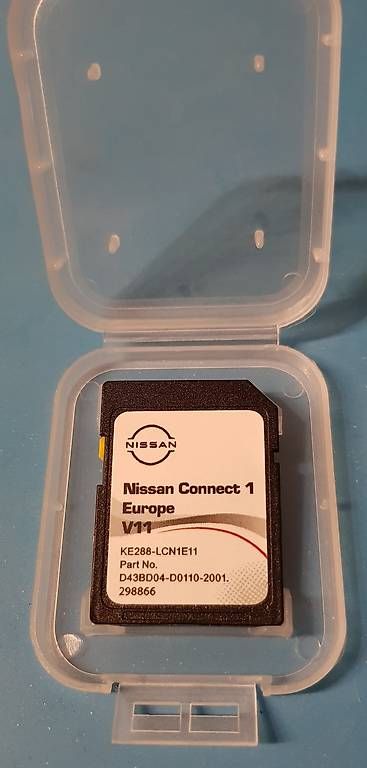 NISSAN
Nissan Connect 1
Europe
V11
KE288-LCN1E11
Part No.
D43BD04-D0110-2001.
298866